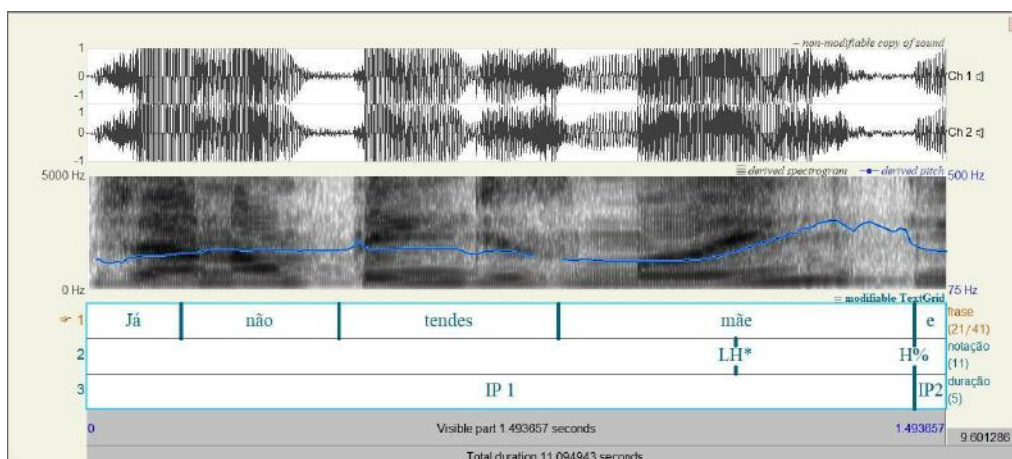 – non-modifiable copy of sound
1
0
-1
Ch 1
1
0
-1
Ch 2
5000 Hz
derived spectrogram derived pitch
500 Hz
0 Hz
75 Hz
modifiable TextGrid
1 Já não tendes mãe e frase (21/41)
2 LH* H% notação (11)
3 IP 1 IP2 duração (5)
0 Visible part 1.493657 seconds 1.493657 9.601286
Total duration 11.094943 seconds